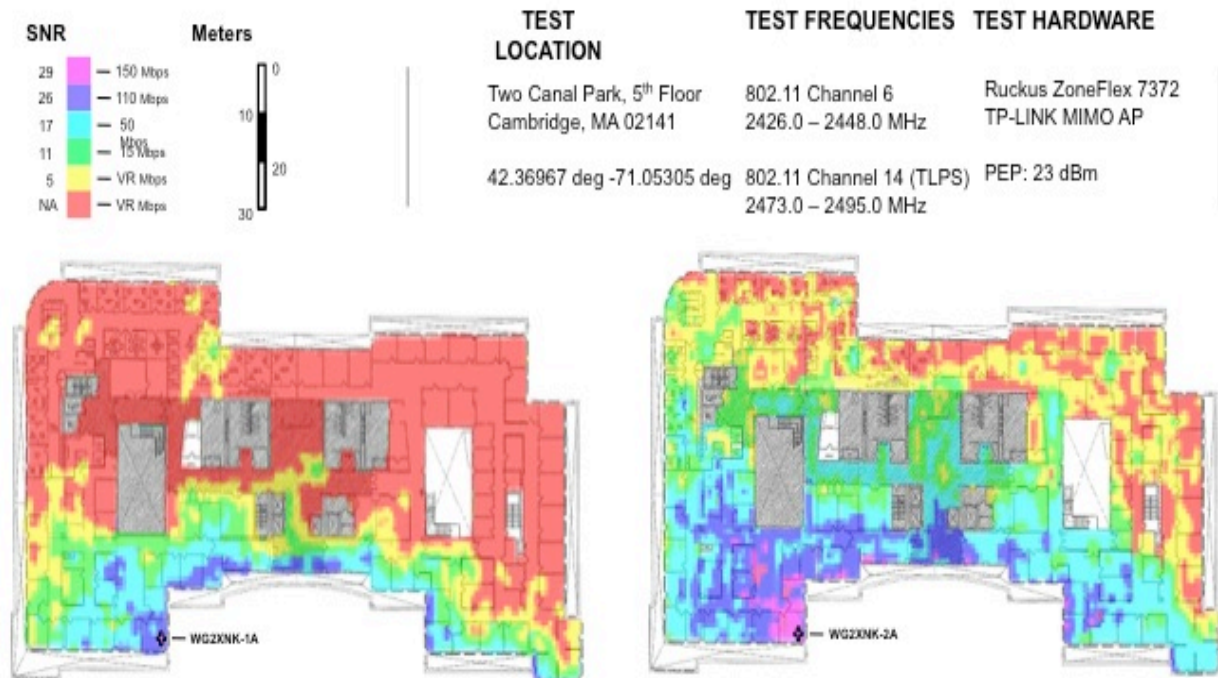 SNR
29 — 150 Mbps
26 — 110 Mbps
17 — 50 Mbps
11 — 15 Mbps
5 — VR Mbps
NA — VR Mbps
Meters
0
10
20
30
TEST LOCATION
Two Canal Park, 5th Floor
Cambridge, MA 02141
42.36967 deg -71.05305 deg
TEST FREQUENCIES
802.11 Channel 6
2426.0 – 2448.0 MHz
802.11 Channel 14 (TLPS)
2473.0 – 2495.0 MHz
TEST HARDWARE
Ruckus ZoneFlex 7372
TP-LINK MIMO AP
PEP: 23 dBm
WG2XNK-1A
WG2XNK-2A